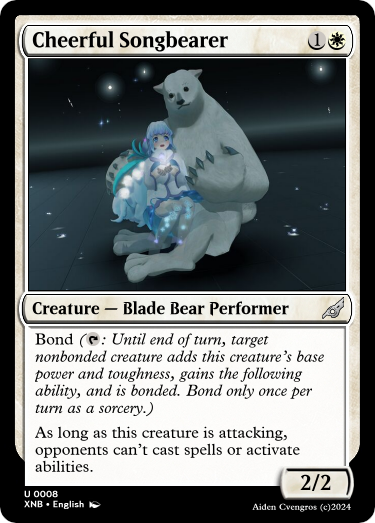 Cheerful Songbearer 1
Creature — Blade Bear Performer
Bond (: Until end of turn, target
nonbonded creature adds this creature's base
power and toughness, gains the following
ability, and is bonded. Bond only once per
turn as a sorcery.)
As long as this creature is attacking,
opponents can't cast spells or activate
abilities.
2/2
U 0008
XNB • English
Aiden Cvengros (c)2024